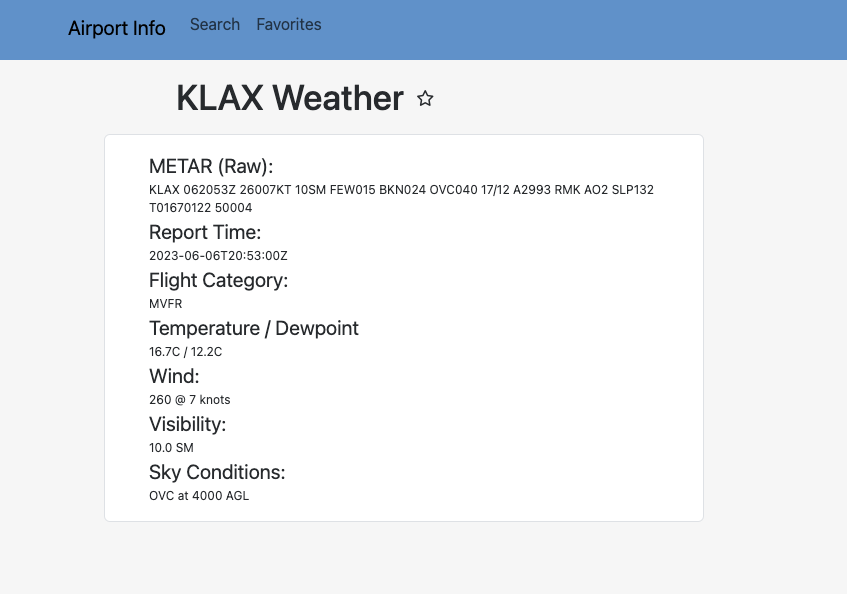 Airport Info Search Favorites
KLAX Weather
METAR (Raw):
KLAX 062053Z 26007KT 10SM FEW015 BKN024 OVC040 17/12 A2993 RMK AO2 SLP132
T01670122 50004
Report Time:
2023-06-06T20:53:00Z
Flight Category:
MVFR
Temperature / Dewpoint
16.7C / 12.2C
Wind:
260 @ 7 knots
Visibility:
10.0 SM
Sky Conditions:
OVC at 4000 AGL